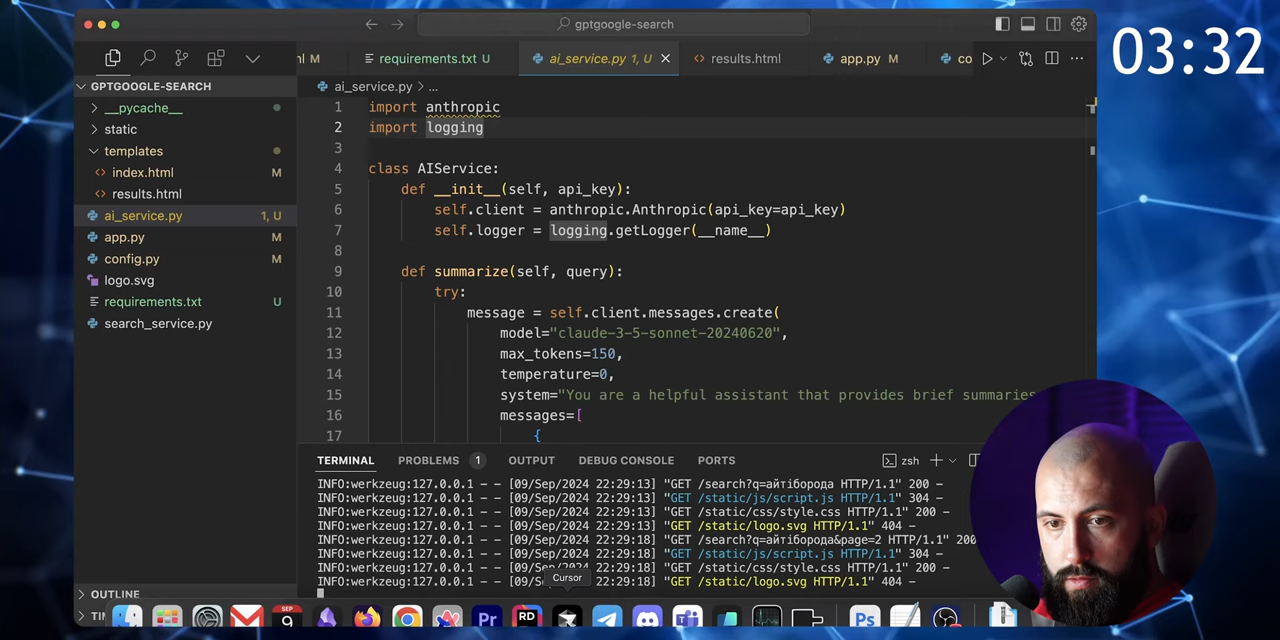 gptgoogle-search
03:32
ml M
requirements.txt U
ai_service.py 1, U
results.html
app.py M
co
GPTGOOGLE-SEARCH
ai_service.py > ...
__pycache__
static
templates
index.html M
results.html
ai_service.py 1, U
app.py M
config.py M
logo.svg
requirements.txt U
search_service.py
OUTLINE
1 import anthropic
2 import logging
3
4 class AIService:
5 def __init__(self, api_key):
6 self.client = anthropic.Anthropic(api_key=api_key)
7 self.logger = logging.getLogger(__name__)
8
9 def summarize(self, query):
10 try:
11 message = self.client.messages.create(
12 model="claude-3-5-sonnet-20240620",
13 max_tokens=150,
14 temperature=0,
15 system="You are a helpful assistant that provides brief summaries
16 messages=[
17 {
TERMINAL PROBLEMS 1 OUTPUT DEBUG CONSOLE PORTS zsh
INFO:werkzeug:127.0.0.1 - - [09/Sep/2024 22:29:13] "GET /search?q=айтіборода HTTP/1.1" 200 -
INFO:werkzeug:127.0.0.1 - - [09/Sep/2024 22:29:13] "GET /static/js/script.js HTTP/1.1" 304 -
INFO:werkzeug:127.0.0.1 - - [09/Sep/2024 22:29:13] "GET /static/css/style.css HTTP/1.1" 200 -
INFO:werkzeug:127.0.0.1 - - [09/Sep/2024 22:29:13] "GET /static/logo.svg HTTP/1.1" 404 -
INFO:werkzeug:127.0.0.1 - - [09/Sep/2024 22:29:18] "GET /search?q=айтіборода&page=2 HTTP/1.1" 200
INFO:werkzeug:127.0.0.1 - - [09/Sep/2024 22:29:18] "GET /static/js/script.js HTTP/1.1" 304 -
INFO:werkzeug:127.0.0.1 - - [09/Sep/2024 22:29:18] "GET /static/css/style.css HTTP/1.1" 200 -
INFO:werkzeug:127.0.0.1 - - [09/Se 22:29:18] "GET /static/logo.svg HTTP/1.1" 404 -
Cursor
SEP
9
Pr
RD
Ps